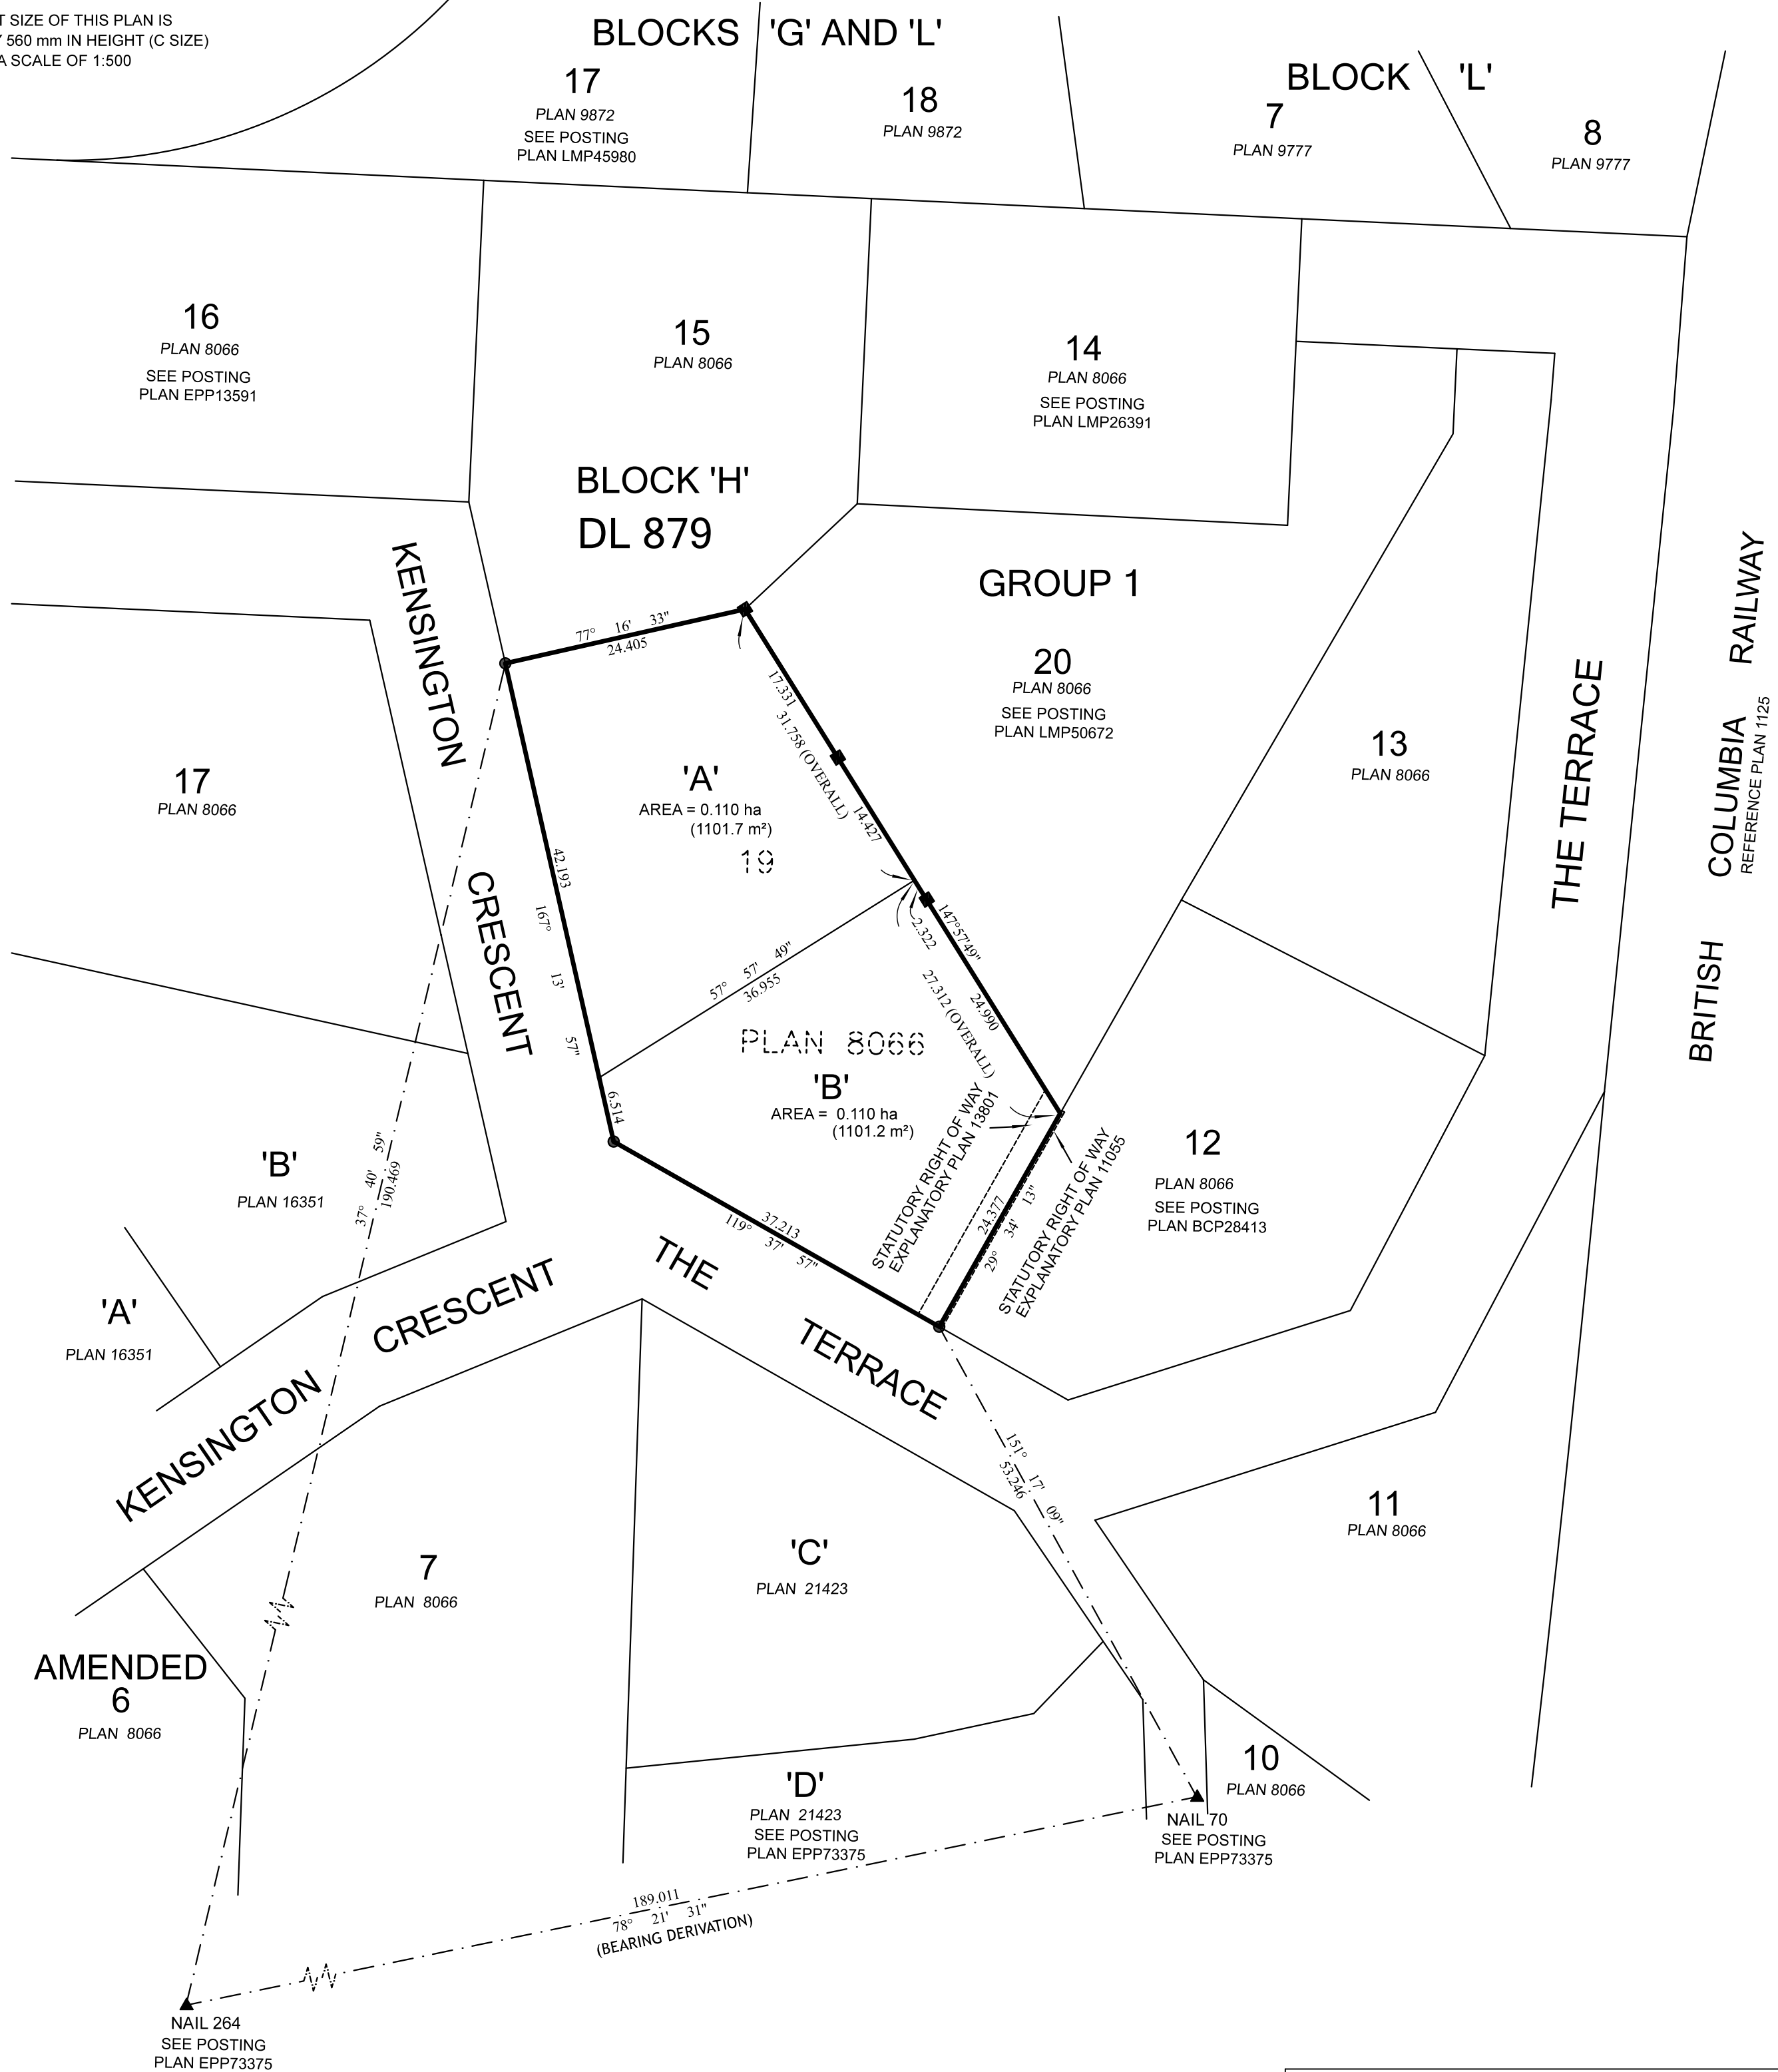 T SIZE OF THIS PLAN IS
560 mm IN HEIGHT (C SIZE)
A SCALE OF 1:500
BLOCKS 'G' AND 'L'
17
PLAN 9872
SEE POSTING
PLAN LMP45980
18
PLAN 9872
BLOCK 'L'
7
PLAN 9777
8
PLAN 9777
16
PLAN 8066
SEE POSTING
PLAN EPP13591
15
PLAN 8066
14
PLAN 8066
SEE POSTING
PLAN LMP26391
BLOCK 'H'
DL 879
GROUP 1
KENSINGTON
CRESCENT
77° 16' 33"
24.405
20
PLAN 8066
SEE POSTING
PLAN LMP50672
17.331
31.758 (OVERALL)
14.427
17
PLAN 8066
'A'
AREA = 0.110 ha
(1101.7 m²)
19
13
PLAN 8066
THE TERRACE
BRITISH COLUMBIA RAILWAY
REFERENCE PLAN 1125
42.193
167° 13' 57"
2.322
147°57'49"
57° 57' 49"
36.955
27.312 (OVERALL)
24.990
PLAN 8066
'B'
AREA = 0.110 ha
(1101.2 m²)
6.514
STATUTORY RIGHT OF WAY
EXPLANATORY PLAN 13801
STATUTORY RIGHT OF WAY
EXPLANATORY PLAN 11055
24.377
29° 34' 13"
12
PLAN 8066
SEE POSTING
PLAN BCP28413
'B'
PLAN 16351
37° 40' 59"
190.469
37.213
119° 37' 57"
'A'
PLAN 16351
KENSINGTON CRESCENT
THE TERRACE
151° 17' 09"
53.246
11
PLAN 8066
7
PLAN 8066
'C'
PLAN 21423
AMENDED
6
PLAN 8066
10
PLAN 8066
'D'
PLAN 21423
SEE POSTING
PLAN EPP73375
NAIL 70
SEE POSTING
PLAN EPP73375
189.011
78° 21' 31"
(BEARING DERIVATION)
NAIL 264
SEE POSTING
PLAN EPP73375